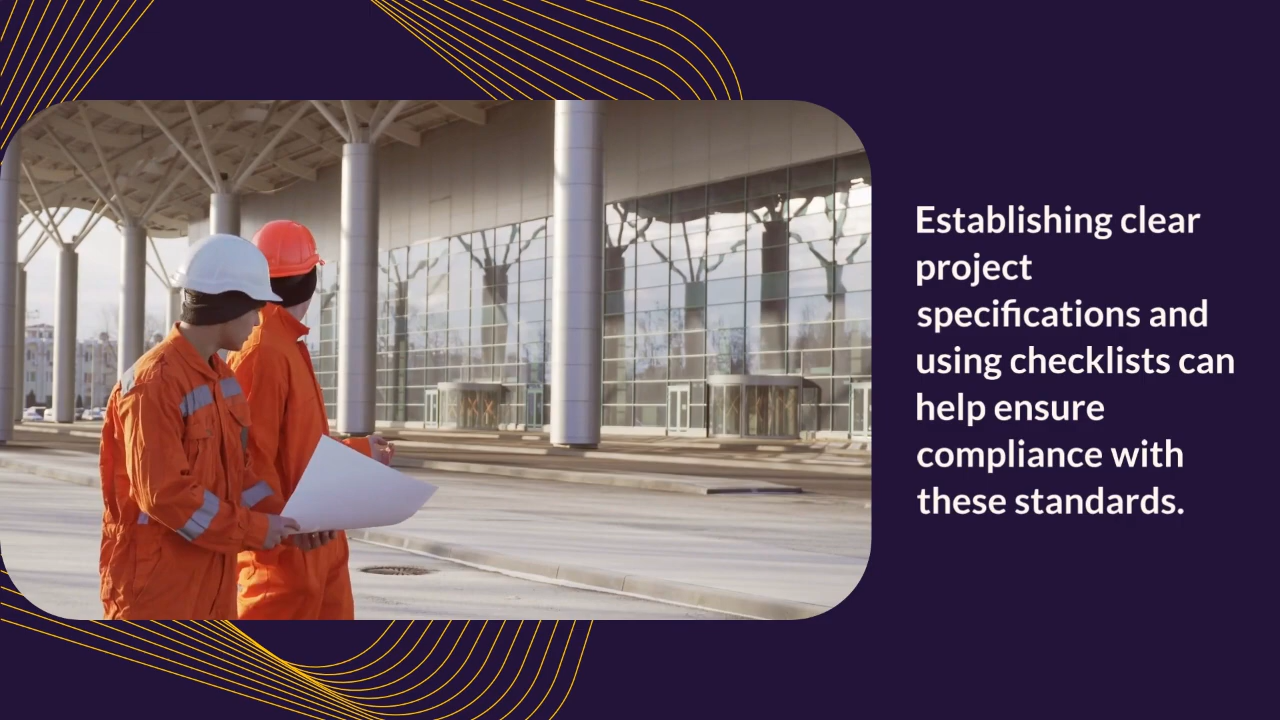 Establishing clear
project
specifications and
using checklists can
help ensure
compliance with
these standards.